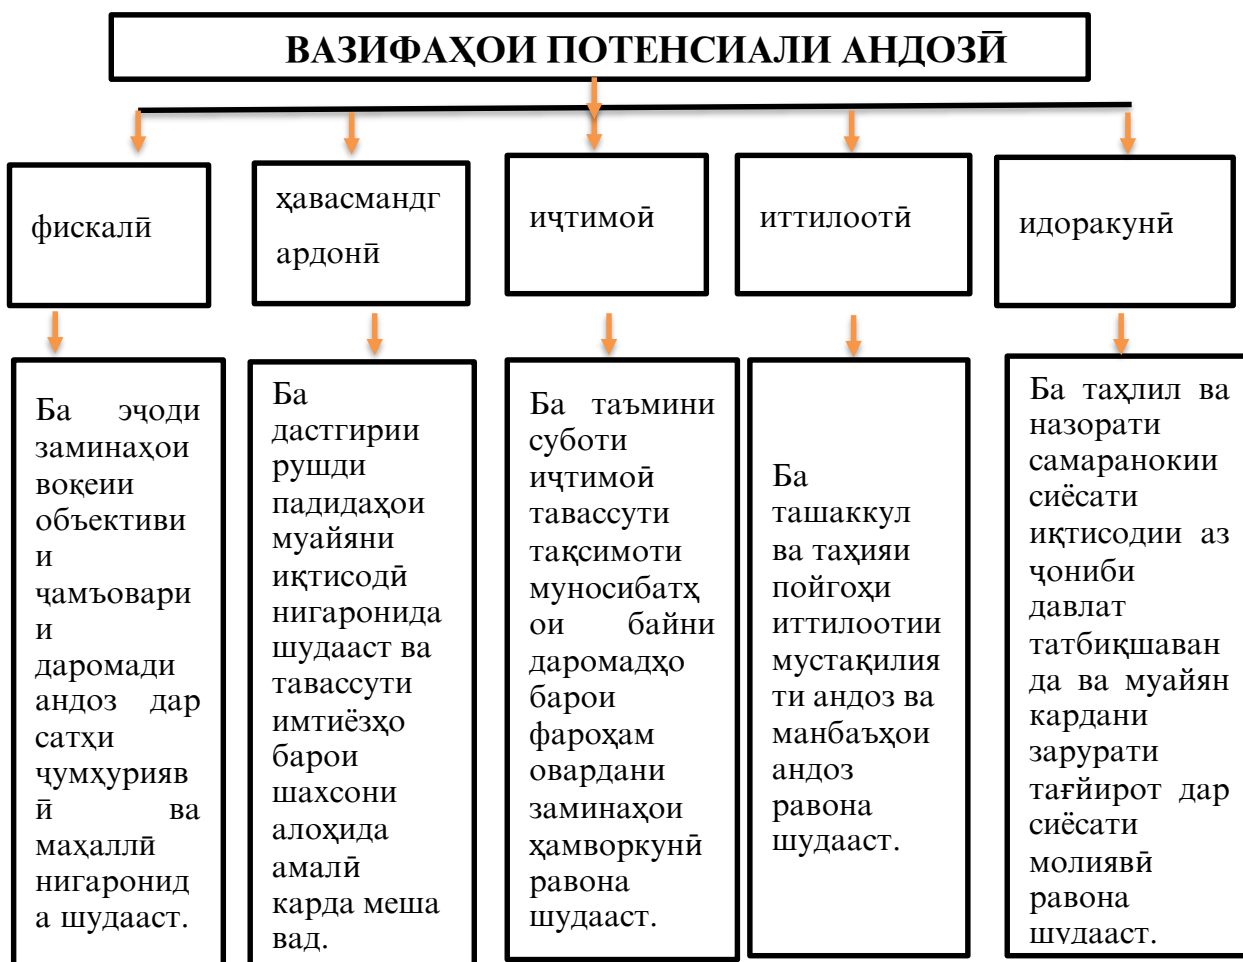 ВАЗИФАҲОИ ПОТЕНСИАЛИ АНДОЗӢ
фискалӣ
ҳавасмандг
ардонӣ
иҷтимоӣ
иттилоотӣ
идоракунӣ
Ба эҷоди
заминаҳои
воқеии
объективи
и
ҷамъовари
и
даромади
андоз дар
сатҳи
ҷумҳурияв
ӣ ва
маҳаллӣ
нигаронид
а шудааст.
Ба
дастгирии
рушди
падидаҳои
муайяни
иқтисодӣ
нигаронида
шудааст ва
тавассути
имтиёзҳо
барои
шахсони
алоҳида
амалӣ
карда меша
вад.
Ба таъмини
суботи
иҷтимоӣ
тавассути
тақсимоти
муносибатҳ
ои байни
даромадҳо
барои
фароҳам
овардани
заминаҳои
ҳамворкунӣ
равона
шудааст.
Ба
ташаккул
ва таҳияи
пойгоҳи
иттилоотии
мустақилия
ти андоз ва
манбаъҳои
андоз
равона
шудааст.
Ба таҳлил ва
назорати
самаранокии
сиёсати
иқтисодии аз
ҷониби
давлат
татбиқшаван
да ва муайян
кардани
зарурати
тағйирот дар
сиёсати
молиявӣ
равона
шудааст.